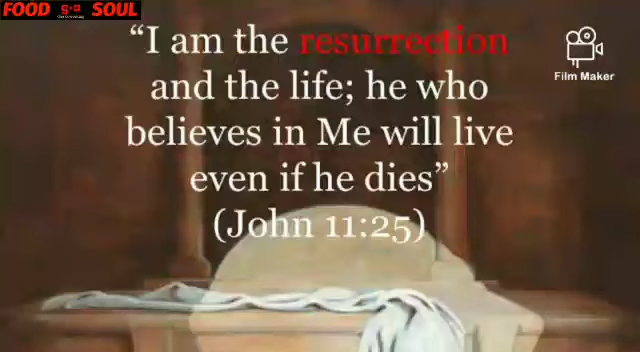 FOOD SOUL
“I am the resurrection
and the life; he who
believes in Me will live
even if he dies”
(John 11:25)
Film Maker